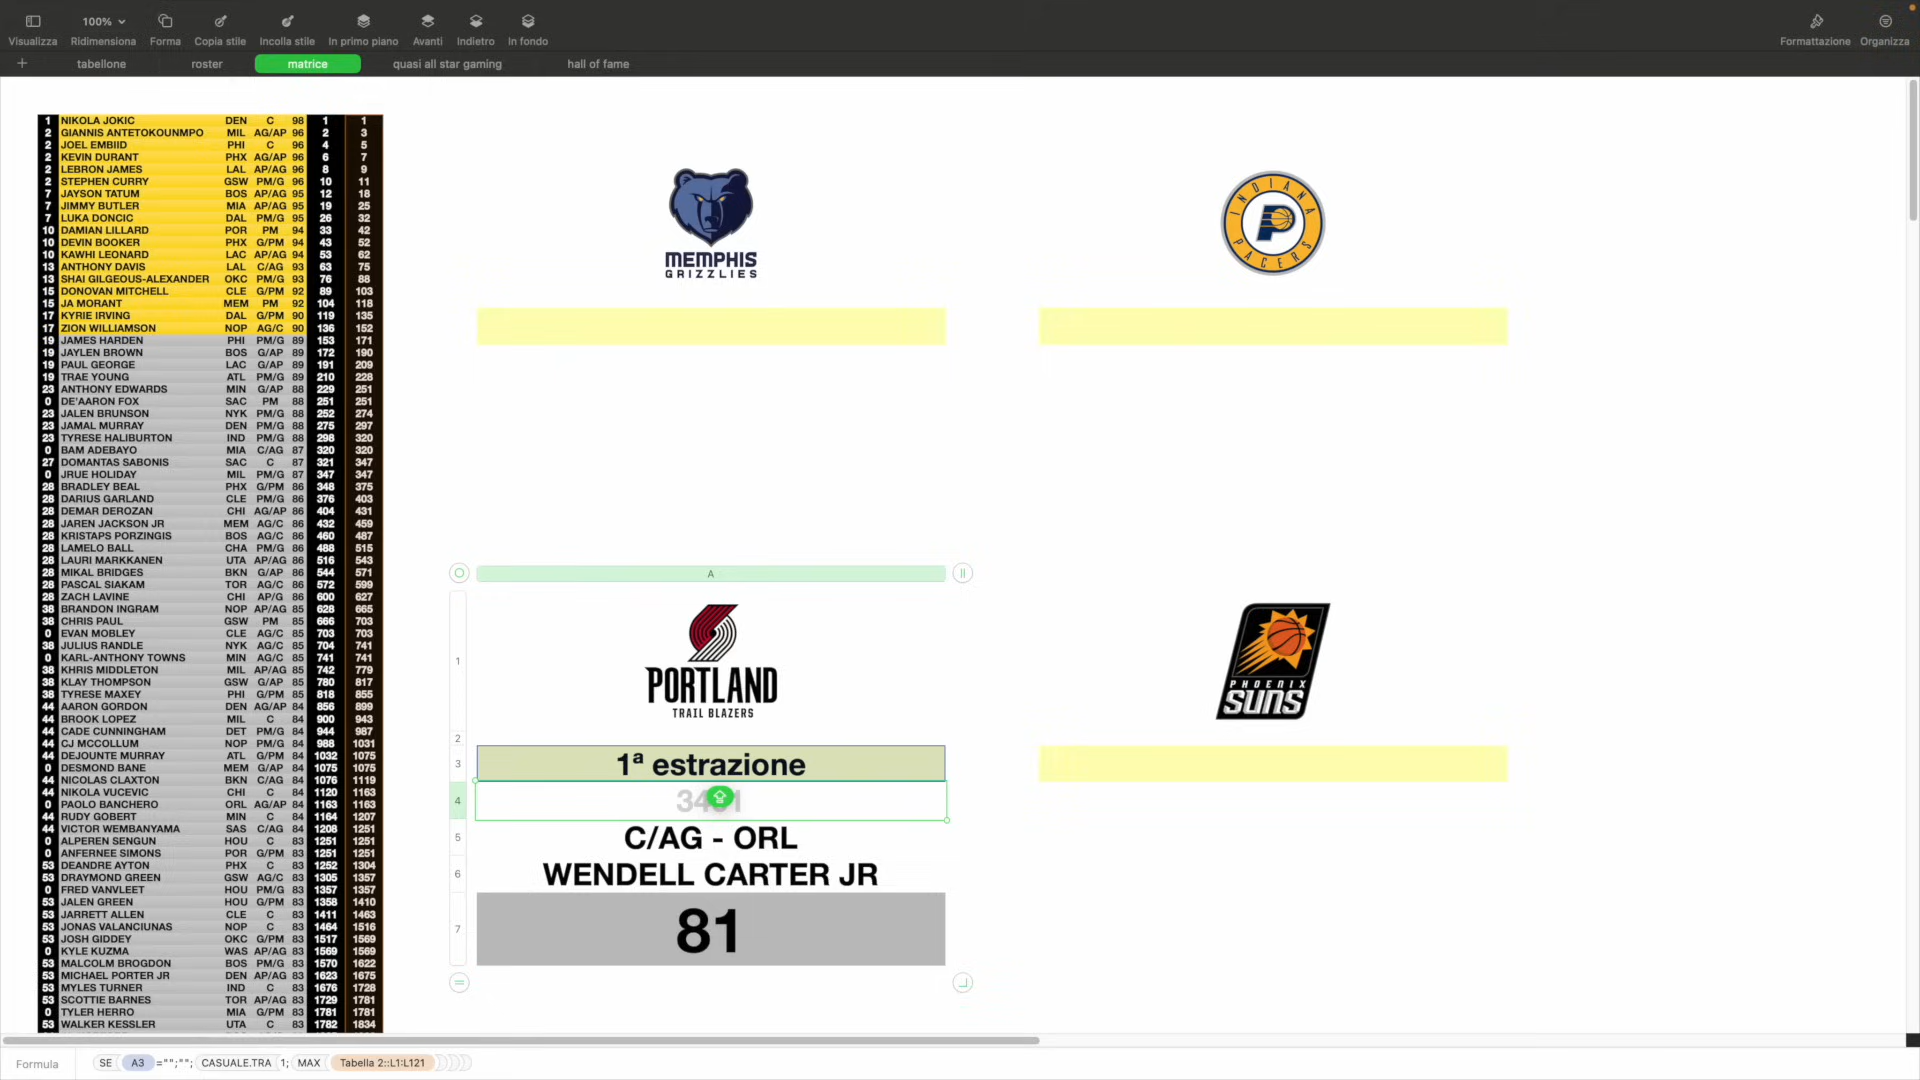 Visualizza 100% Ridimensiona Forma Copia stile Incolla stile In primo piano Avanti Indietro In fondo Formattazione Organizza
+ tabellone roster matrice quasi all star gaming hall of fame
1 NIKOLA JOKIC DEN C 98 1 1
2 GIANNIS ANTETOKOUNMPO MIL AG/AP 96 2 3
2 JOEL EMBIID PHI C 96 4 5
2 KEVIN DURANT PHX AG/AP 96 6 7
2 LEBRON JAMES LAL AP/AG 96 8 9
2 STEPHEN CURRY GSW PM/G 96 10 11
7 JAYSON TATUM BOS AP/AG 95 12 18
7 JIMMY BUTLER MIA AP/AG 95 19 25
7 LUKA DONCIC DAL PM/G 95 26 32
10 DAMIAN LILLARD POR PM 94 33 42
10 DEVIN BOOKER PHX G/PM 94 43 52
10 KAWHI LEONARD LAC AP/AG 94 53 62
13 ANTHONY DAVIS LAL C/AG 93 63 75
13 SHAI GILGEOUS-ALEXANDER OKC PM/G 93 76 88
15 DONOVAN MITCHELL CLE G/PM 92 89 103
15 JA MORANT MEM PM 92 104 118
17 KYRIE IRVING DAL G/PM 90 119 135
17 ZION WILLIAMSON NOP AG/C 90 136 152
19 JAMES HARDEN PHI PM/G 89 153 171
19 JAYLEN BROWN BOS G/AP 89 172 190
19 PAUL GEORGE LAC G/AP 89 191 209
19 TRAE YOUNG ATL PM/G 89 210 228
23 ANTHONY EDWARDS MIN G/AP 88 229 251
0 DE'AARON FOX SAC PM 88 251 251
23 JALEN BRUNSON NYK PM/G 88 252 274
23 JAMAL MURRAY DEN PM/G 88 275 297
23 TYRESE HALIBURTON IND PM/G 88 298 320
0 BAM ADEBAYO MIA C/AG 87 320 320
27 DOMANTAS SABONIS SAC C 87 321 347
0 JRUE HOLIDAY MIL PM/G 87 347 347
28 BRADLEY BEAL PHX G/PM 86 348 375
28 DARIUS GARLAND CLE PM/G 86 376 403
28 DEMAR DEROZAN CHI AG/AP 86 404 431
28 JAREN JACKSON JR MEM AG/C 86 432 459
28 KRISTAPS PORZINGIS BOS AG/C 86 460 487
28 LAMELO BALL CHA PM/G 86 488 515
28 LAURI MARKKANEN UTA AP/AG 86 516 543
28 MIKAL BRIDGES BKN G/AP 86 544 571
28 PASCAL SIAKAM TOR AG/C 86 572 599
28 ZACH LAVINE CHI AP/G 86 600 627
38 BRANDON INGRAM NOP AP/AG 85 628 665
38 CHRIS PAUL GSW PM 85 666 703
0 EVAN MOBLEY CLE AG/C 85 703 703
38 JULIUS RANDLE NYK AG/C 85 704 741
0 KARL-ANTHONY TOWNS MIN AG/C 85 741 741
38 KHRIS MIDDLETON MIL AP/AG 85 742 779
38 KLAY THOMPSON GSW G/AP 85 780 817
38 TYRESE MAXEY PHI G/PM 85 818 855
44 AARON GORDON DEN AG/AP 84 856 899
44 BROOK LOPEZ MIL C 84 900 943
44 CADE CUNNINGHAM DET PM/G 84 944 987
44 CJ MCCOLLUM NOP PM/G 84 988 1031
44 DEJOUNTE MURRAY ATL G/PM 84 1032 1075
0 DESMOND BANE MEM G/AP 84 1075 1075
44 NICOLAS CLAXTON BKN C/AG 84 1076 1119
44 NIKOLA VUCEVIC CHI C 84 1120 1163
0 PAOLO BANCHERO ORL AG/AP 84 1163 1163
44 RUDY GOBERT MIN C 84 1164 1207
44 VICTOR WEMBANYAMA SAS C/AG 84 1208 1251
0 ALPEREN SENGUN HOU C 83 1251 1251
0 ANFERNEE SIMONS POR G/PM 83 1251 1251
53 DEANDRE AYTON PHX C 83 1252 1304
53 DRAYMOND GREEN GSW AG/C 83 1305 1357
0 FRED VANVLEET HOU PM/G 83 1357 1357
53 JALEN GREEN HOU G/PM 83 1358 1410
53 JARRETT ALLEN CLE C 83 1411 1463
53 JONAS VALANCIUNAS NOP C 83 1464 1516
53 JOSH GIDDEY OKC G/PM 83 1517 1569
0 KYLE KUZMA WAS AP/AG 83 1569 1569
53 MALCOLM BROGDON BOS PM/G 83 1570 1622
53 MICHAEL PORTER JR DEN AP/AG 83 1623 1675
53 MYLES TURNER IND C 83 1676 1728
53 SCOTTIE BARNES TOR AP/AG 83 1729 1781
0 TYLER HERRO MIA G/PM 83 1781 1781
53 WALKER KESSLER UTA C 83 1782 1834
MEMPHIS
GRIZZLIES
INDIANA
PACERS
A
1
PORTLAND
TRAIL BLAZERS
PHOENIX
SUNS
2
3 1ª estrazione
4
5 C/AG - ORL
6 WENDELL CARTER JR
7 81
Formula SE A3 ="";""; CASUALE.TRA 1; MAX Tabella 2::L1:L121